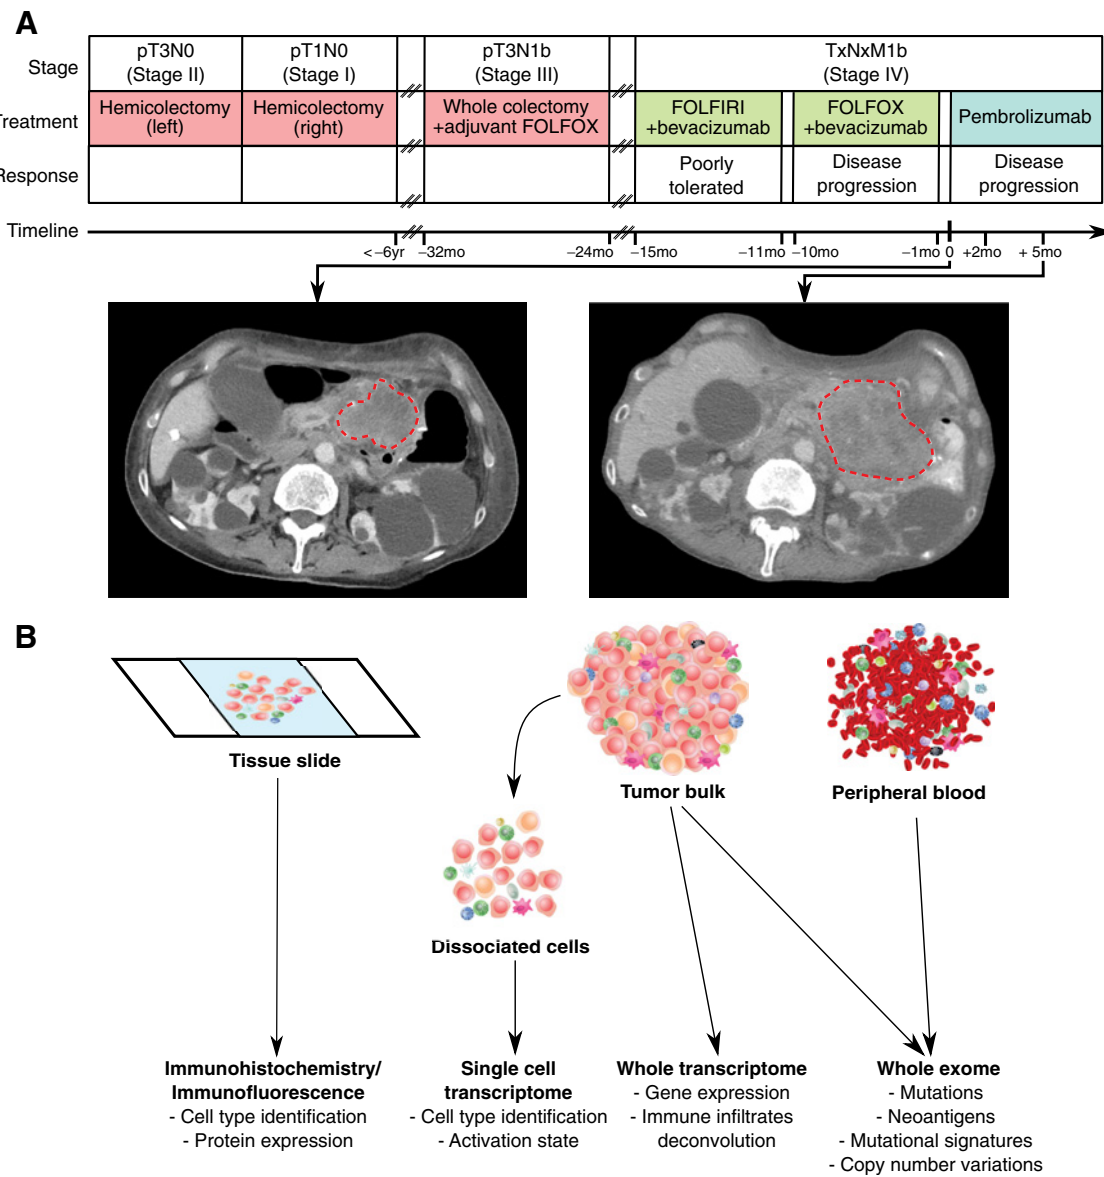 A
Stage
pT3N0
(Stage II)
pT1N0
(Stage I)
pT3N1b
(Stage III)
TxNxM1b
(Stage IV)
reatment
Hemicolectomy
(left)
Hemicolectomy
(right)
Whole colectomy
+adjuvant FOLFOX
FOLFIRI
+bevacizumab
FOLFOX
+bevacizumab
Pembrolizumab
Response
Poorly
tolerated
Disease
progression
Disease
progression
Timeline
<−6yr −32mo −24mo −15mo −11mo −10mo −1mo 0 +2mo + 5mo
B
Tissue slide
Tumor bulk
Peripheral blood
Dissociated cells
Immunohistochemistry/
Immunofluorescence
- Cell type identification
- Protein expression
Single cell
transcriptome
- Cell type identification
- Activation state
Whole transcriptome
- Gene expression
- Immune infiltrates
deconvolution
Whole exome
- Mutations
- Neoantigens
- Mutational signatures
- Copy number variations